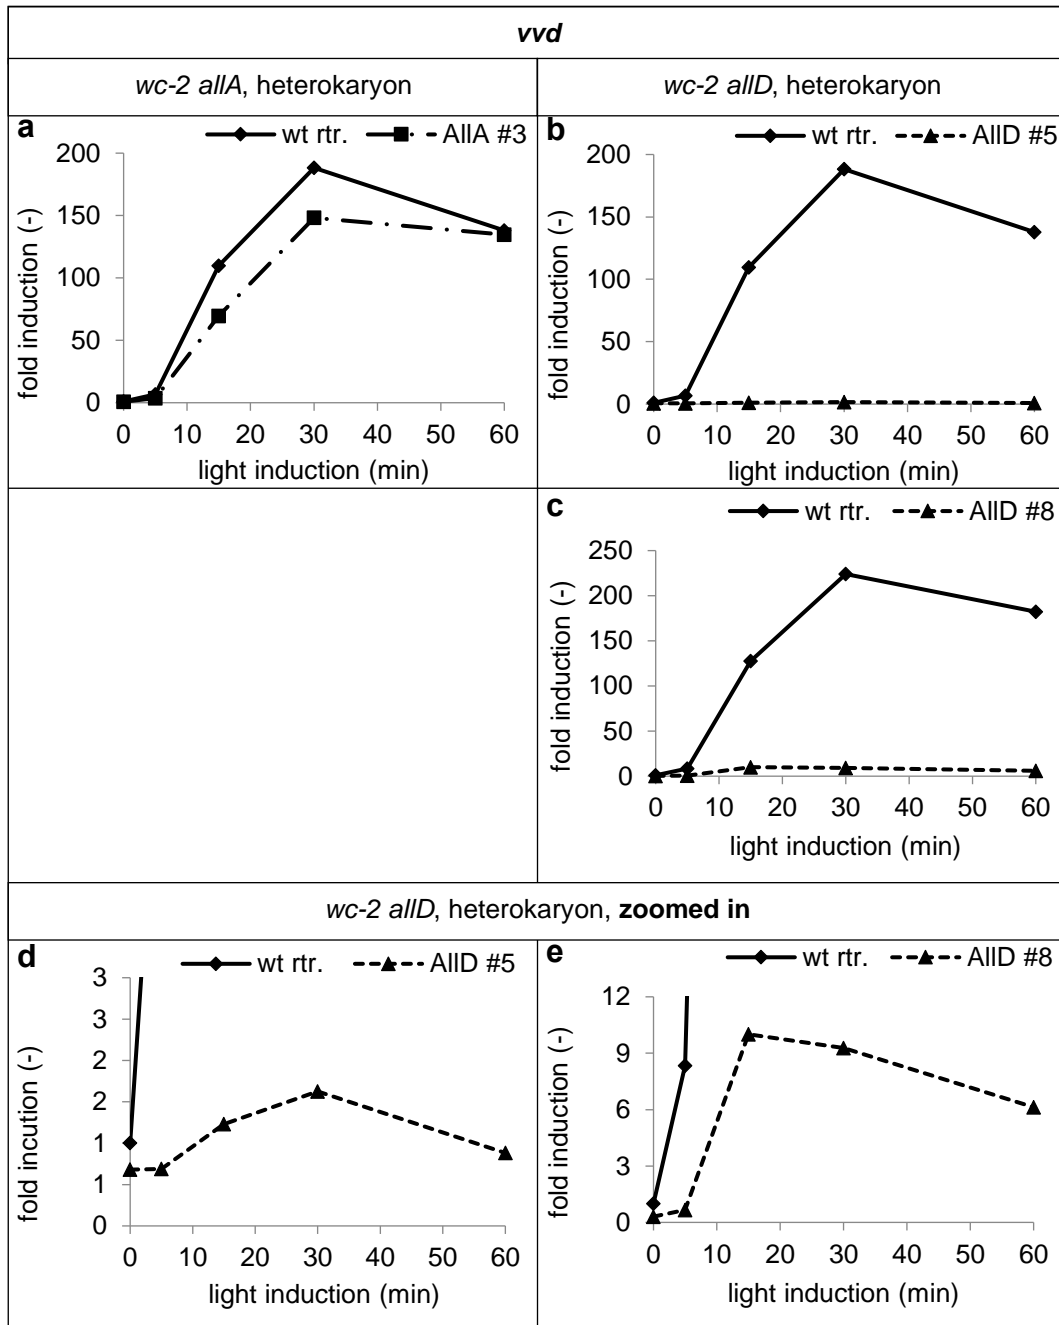 vvd
wc-2 allA, heterokaryon
wc-2 allD, heterokaryon
a
wt rtr. AllA #3
200
150
100
50
0
fold induction (-)
0 10 20 30 40 50 60
light induction (min)
b
wt rtr. AllD #5
200
150
100
50
0
fold induction (-)
0 10 20 30 40 50 60
light induction (min)
c
wt rtr. AllD #8
250
200
150
100
50
0
fold induction (-)
0 10 20 30 40 50 60
light induction (min)
wc-2 allD, heterokaryon, zoomed in
d
wt rtr. AllD #5
3
3
2
2
1
1
0
fold incution (-)
0 10 20 30 40 50 60
light induction (min)
e
wt rtr. AllD #8
12
9
6
3
0
fold induction (-)
0 10 20 30 40 50 60
light induction (min)